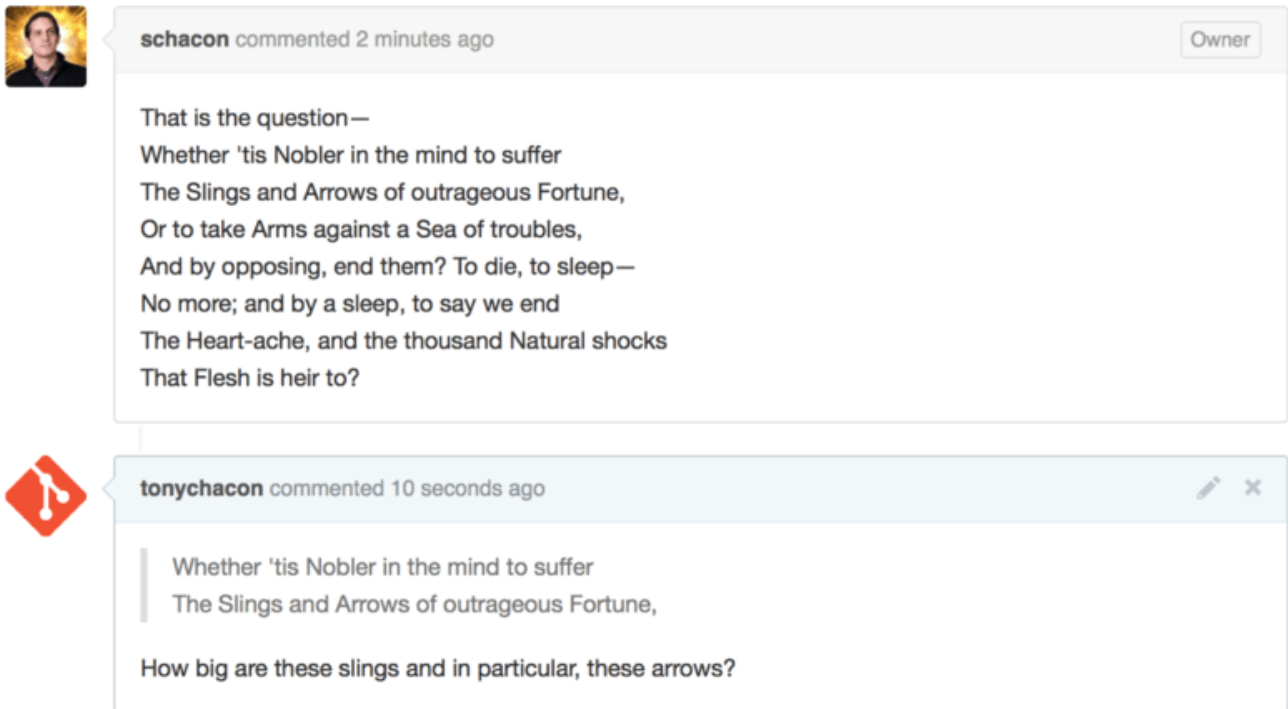 schacon commented 2 minutes ago
Owner
That is the question—
Whether 'tis Nobler in the mind to suffer
The Slings and Arrows of outrageous Fortune,
Or to take Arms against a Sea of troubles,
And by opposing, end them? To die, to sleep—
No more; and by a sleep, to say we end
The Heart-ache, and the thousand Natural shocks
That Flesh is heir to?
tonychacon commented 10 seconds ago
Whether 'tis Nobler in the mind to suffer
The Slings and Arrows of outrageous Fortune,
How big are these slings and in particular, these arrows?